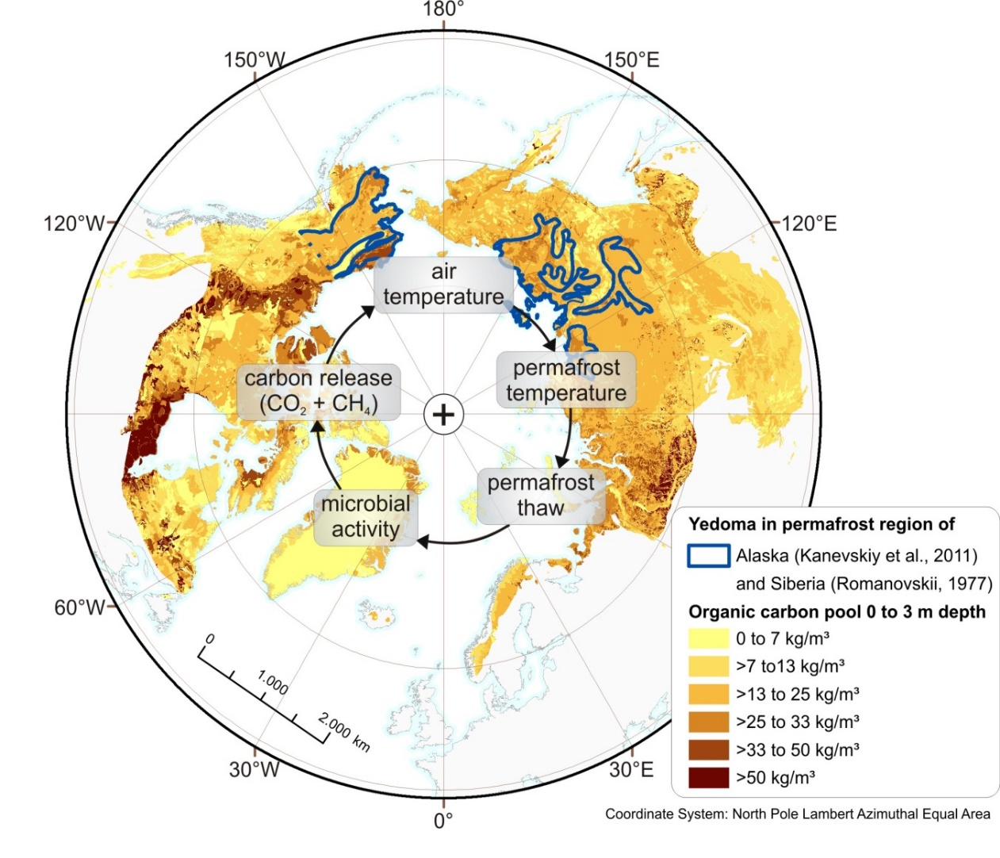 180°
150°W
150°E
120°W
120°E
air
temperature
carbon release
(CO₂ + CH₄)
permafrost
temperature
+
permafrost
thaw
microbial
activity
60°W
0
1.000
2.000 km
30°W
30°E
0°
Yedoma in permafrost region of
Alaska (Kanevskiy et al., 2011)
and Siberia (Romanovskii, 1977)
Organic carbon pool 0 to 3 m depth
0 to 7 kg/m³
>7 to13 kg/m³
>13 to 25 kg/m³
>25 to 33 kg/m³
>33 to 50 kg/m³
>50 kg/m³
Coordinate System: North Pole Lambert Azimuthal Equal Area